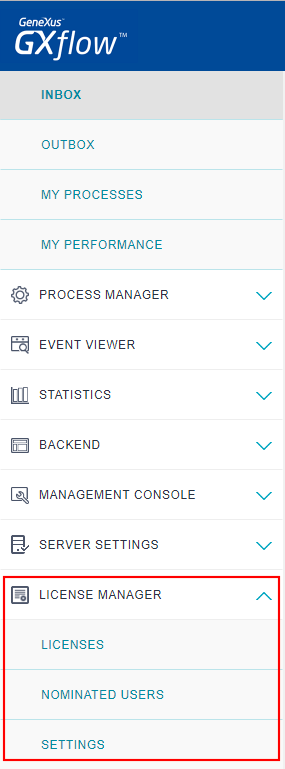 GeneXus™
GXflow™
INBOX
OUTBOX
MY PROCESSES
MY PERFORMANCE
PROCESS MANAGER
EVENT VIEWER
STATISTICS
BACKEND
MANAGEMENT CONSOLE
SERVER SETTINGS
LICENSE MANAGER
LICENSES
NOMINATED USERS
SETTINGS